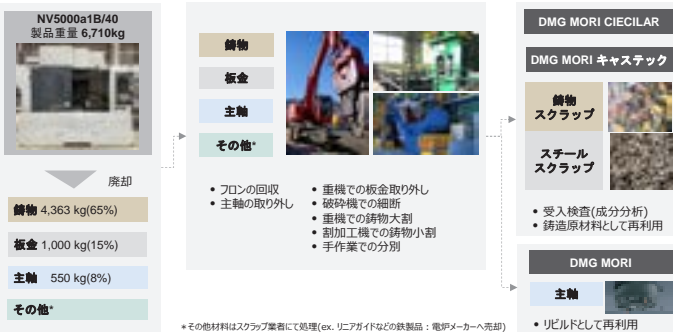 NV5000a1B/40
製品重量 6,710kg
廃却
鋳物 4,363 kg(65%)
板金 1,000 kg(15%)
主軸 550 kg(8%)
その他*
鋳物
板金
主軸
その他*
• フロンの回収
• 主軸の取り外し
• 重機での板金取り外し
• 破砕機での細断
• 重機での鋳物大割
• 割加工機での鋳物小割
• 手作業での分別
DMG MORI CIECILAR
DMG MORI キャステック
鋳物
スクラップ
スチール
スクラップ
• 受入検査(成分分析)
• 鋳造原材料として再利用
DMG MORI
主軸
• リビルドとして再利用
*その他材料はスクラップ業者にて処理(ex. リニアガイドなどの鉄製品：電炉メーカーへ売却)